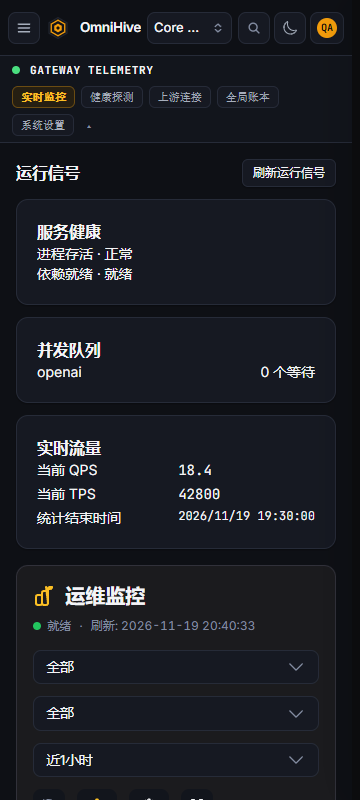 OmniHive Core ... QA
GATEWAY TELEMETRY
实时监控 健康探测 上游连接 全局账本
系统设置
运行信号 刷新运行信号
服务健康
进程存活 · 正常
依赖就绪 · 就绪
并发队列
openai 0 个等待
实时流量
当前 QPS 18.4
当前 TPS 42800
统计结束时间 2026/11/19 19:30:00
运维监控
就绪 · 刷新: 2026-11-19 20:40:33
全部
全部
近1小时